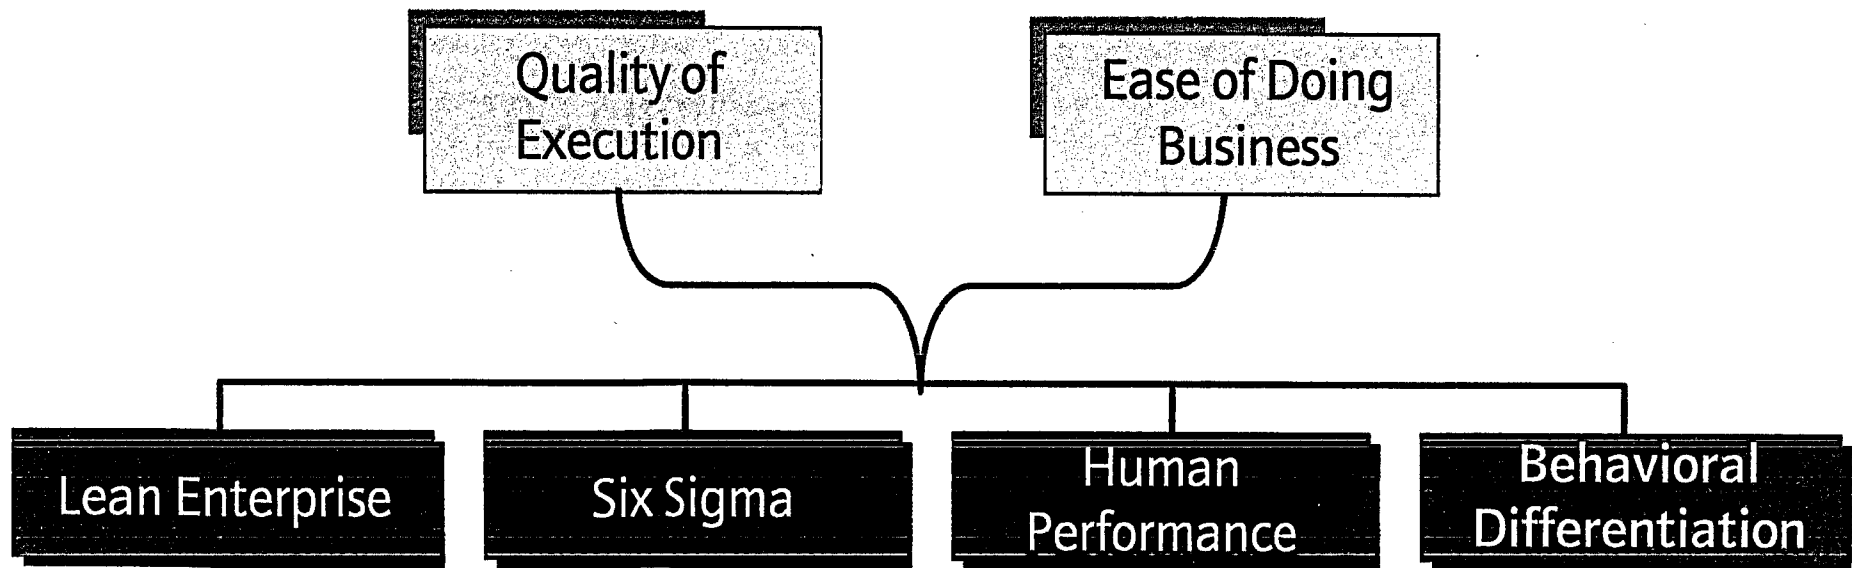 Quality of
Execution
Ease of Doing
Business
Lean Enterprise
Six Sigma
Human
Performance
Behavioral
Differentiation